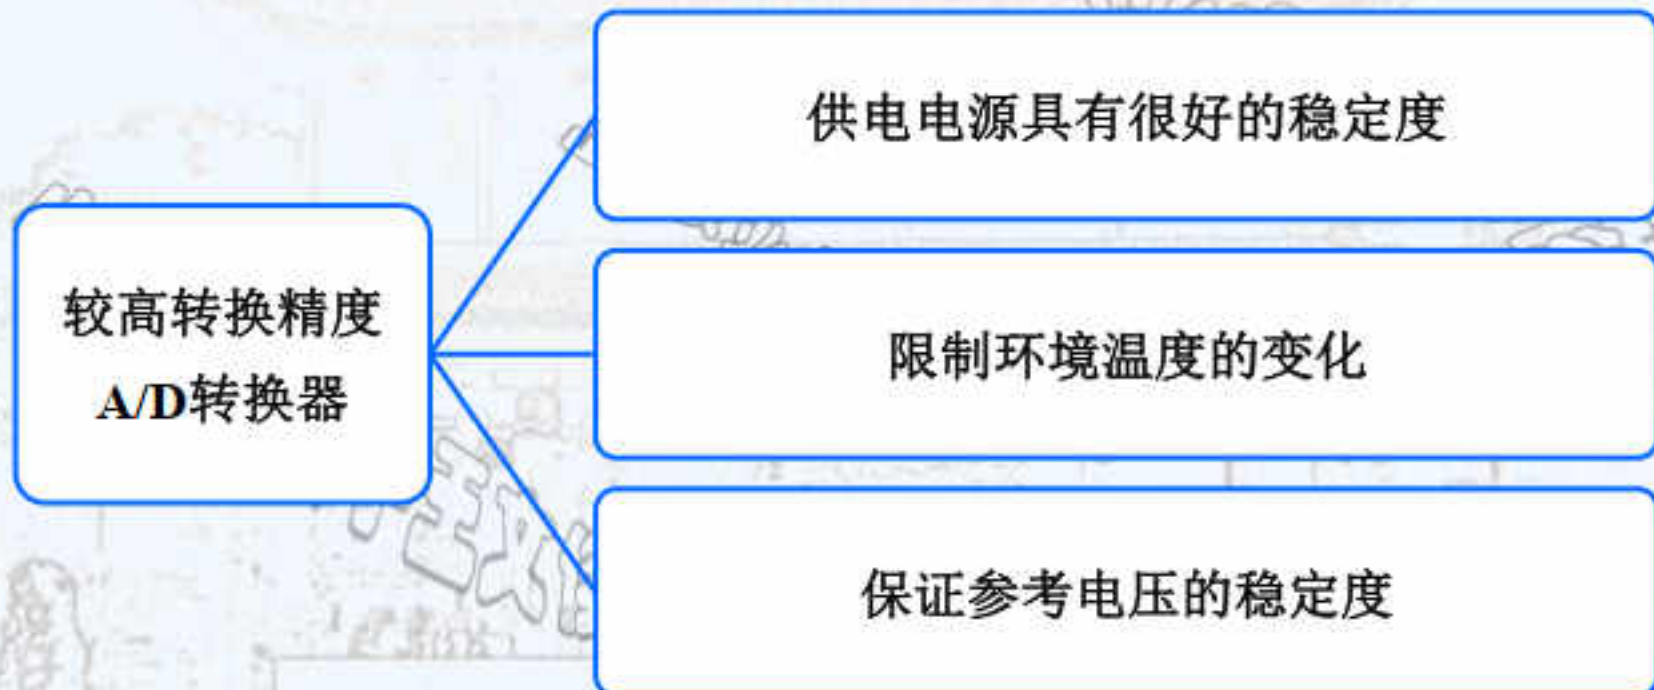 供电电源具有很好的稳定度
较高转换精度
A/D转换器
限制环境温度的变化
保证参考电压的稳定度